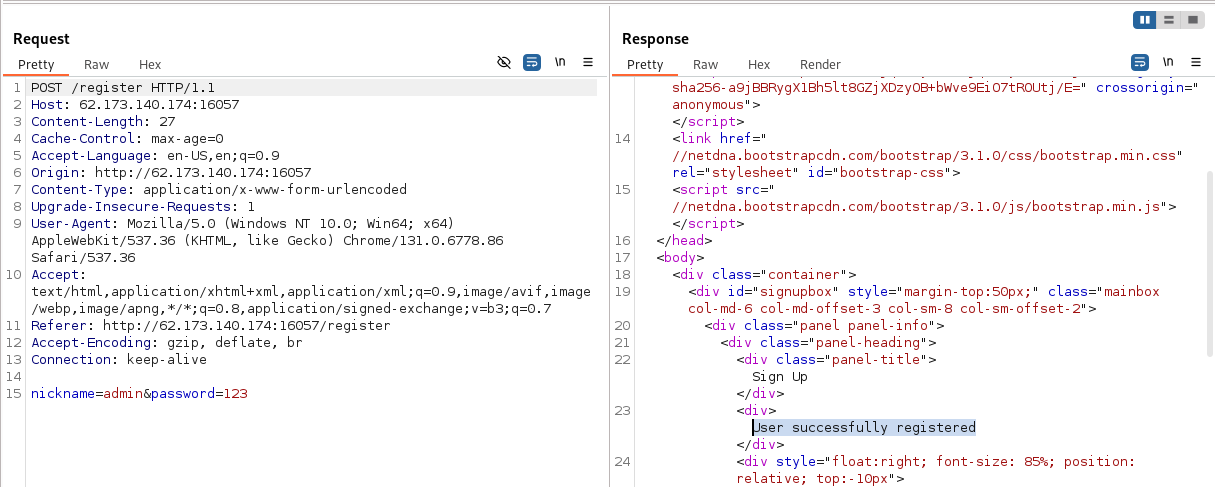 Request
Pretty Raw Hex \n
1 POST /register HTTP/1.1
2 Host: 62.173.140.174:16057
3 Content-Length: 27
4 Cache-Control: max-age=0
5 Accept-Language: en-US,en;q=0.9
6 Origin: http://62.173.140.174:16057
7 Content-Type: application/x-www-form-urlencoded
8 Upgrade-Insecure-Requests: 1
9 User-Agent: Mozilla/5.0 (Windows NT 10.0; Win64; x64)
AppleWebKit/537.36 (KHTML, like Gecko) Chrome/131.0.6778.86
Safari/537.36
10 Accept:
text/html,application/xhtml+xml,application/xml;q=0.9,image/avif,image
/webp,image/apng,*/*;q=0.8,application/signed-exchange;v=b3;q=0.7
11 Referer: http://62.173.140.174:16057/register
12 Accept-Encoding: gzip, deflate, br
13 Connection: keep-alive
14
15 nickname=admin&password=123
Response
Pretty Raw Hex Render \n
sha256-a9jBBRygX1Bh5lt8GZjXDzyOB+bWve9EiO7tROUtj/E=" crossorigin="
anonymous">
</script>
14 <link href="
//netdna.bootstrapcdn.com/bootstrap/3.1.0/css/bootstrap.min.css"
rel="stylesheet" id="bootstrap-css">
15 <script src="
//netdna.bootstrapcdn.com/bootstrap/3.1.0/js/bootstrap.min.js">
</script>
16 </head>
17 <body>
18 <div class="container">
19 <div id="signupbox" style="margin-top:50px;" class="mainbox
col-md-6 col-md-offset-3 col-sm-8 col-sm-offset-2">
20 <div class="panel panel-info">
21 <div class="panel-heading">
22 <div class="panel-title">
Sign Up
</div>
23 <div>
User successfully registered
</div>
24 <div style="float:right; font-size: 85%; position:
relative; top:-10px">